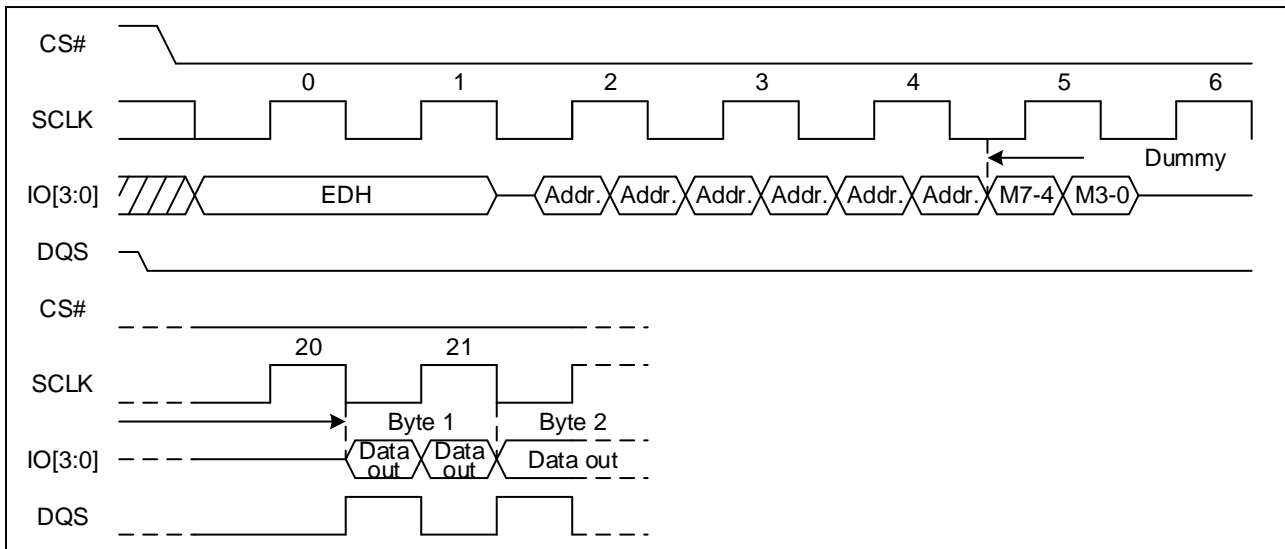 CS#
0 1 2 3 4 5 6
SCLK
Dummy
IO[3:0] EDH Addr. Addr. Addr. Addr. Addr. Addr. M7-4 M3-0
DQS
CS#
20 21
SCLK
Byte 1 Byte 2
IO[3:0] Data out Data out Data out
DQS